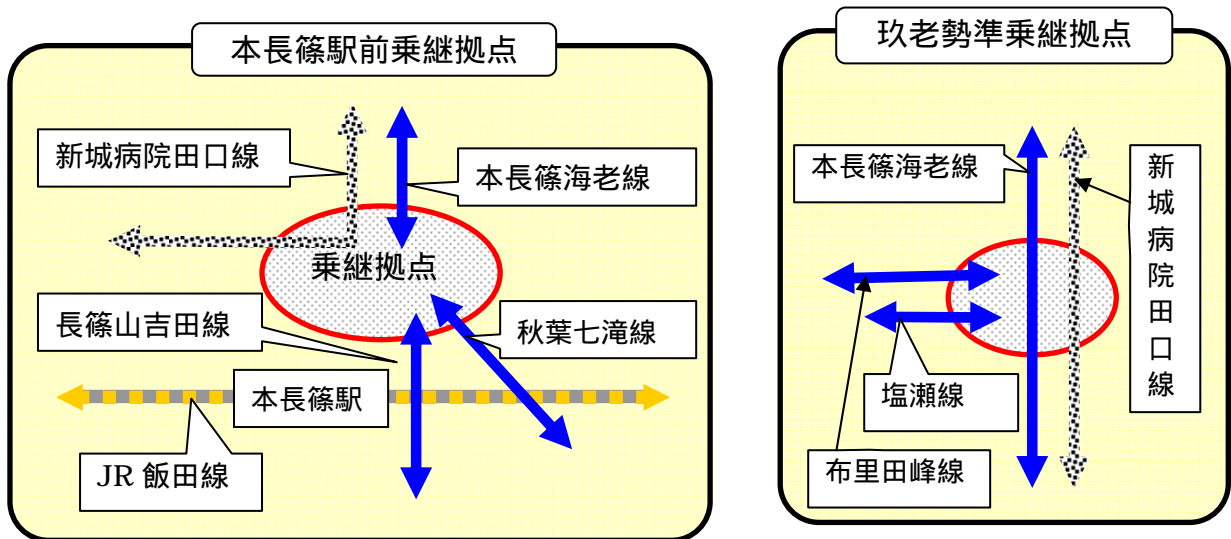 本長篠駅前乗継拠点
新城病院田口線
本長篠海老線
乗継拠点
長篠山吉田線
秋葉七滝線
本長篠駅
JR 飯田線
玖老勢準乗継拠点
本長篠海老線
新城病院田口線
塩瀬線
布里田峰線